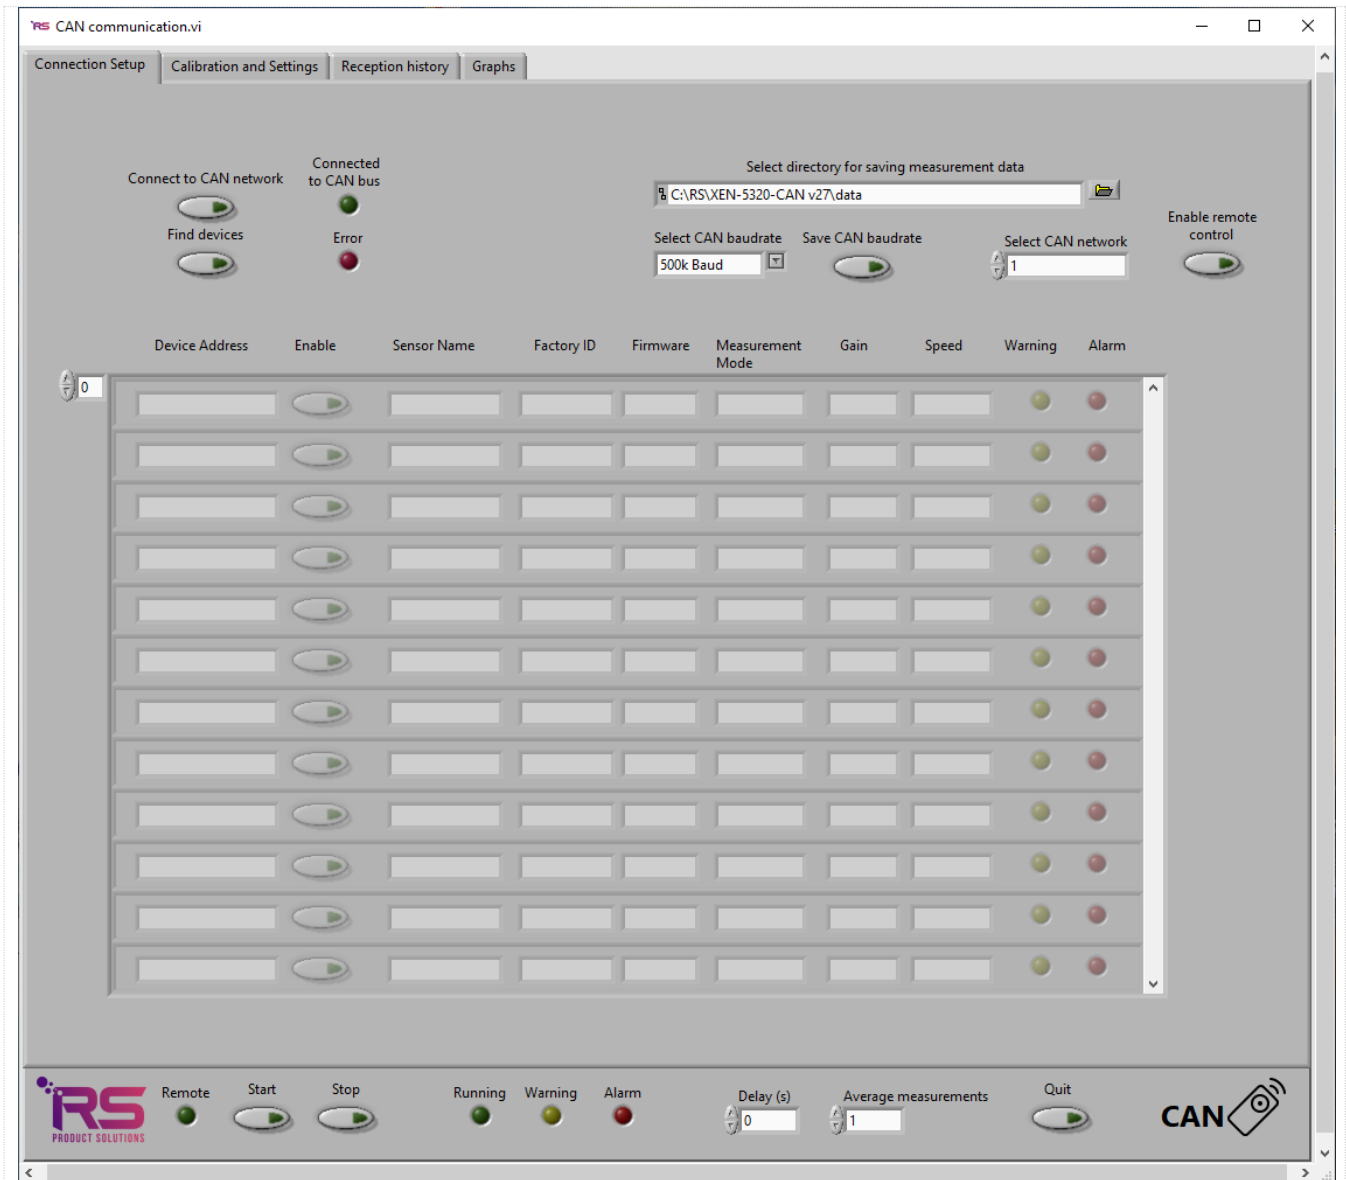 RS CAN communication.vi
Connection Setup Calibration and Settings Reception history Graphs
Connect to CAN network
Connected
to CAN bus
Find devices
Error
Select directory for saving measurement data
C:\RS\XEN-5320-CAN v27\data
Select CAN baudrate Save CAN baudrate Select CAN network
500k Baud
1
Enable remote
control
Device Address Enable Sensor Name Factory ID Firmware Measurement
Mode Gain Speed Warning Alarm
0
RS
PRODUCT SOLUTIONS
Remote Start Stop Running Warning Alarm
Delay (s) Average measurements Quit
0 1
CAN